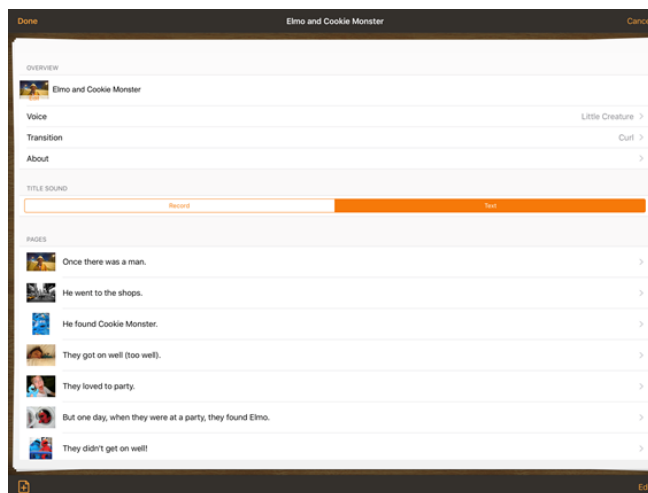 Done Elmo and Cookie Monster Cance
OVERVIEW
Elmo and Cookie Monster
Voice Little Creature
Transition Curl
About
TITLE SOUND
Record Text
PAGES
Once there was a man.
He went to the shops.
He found Cookie Monster.
They got on well (too well).
They loved to party.
But one day, when they were at a party, they found Elmo.
They didn't get on well!
Ed